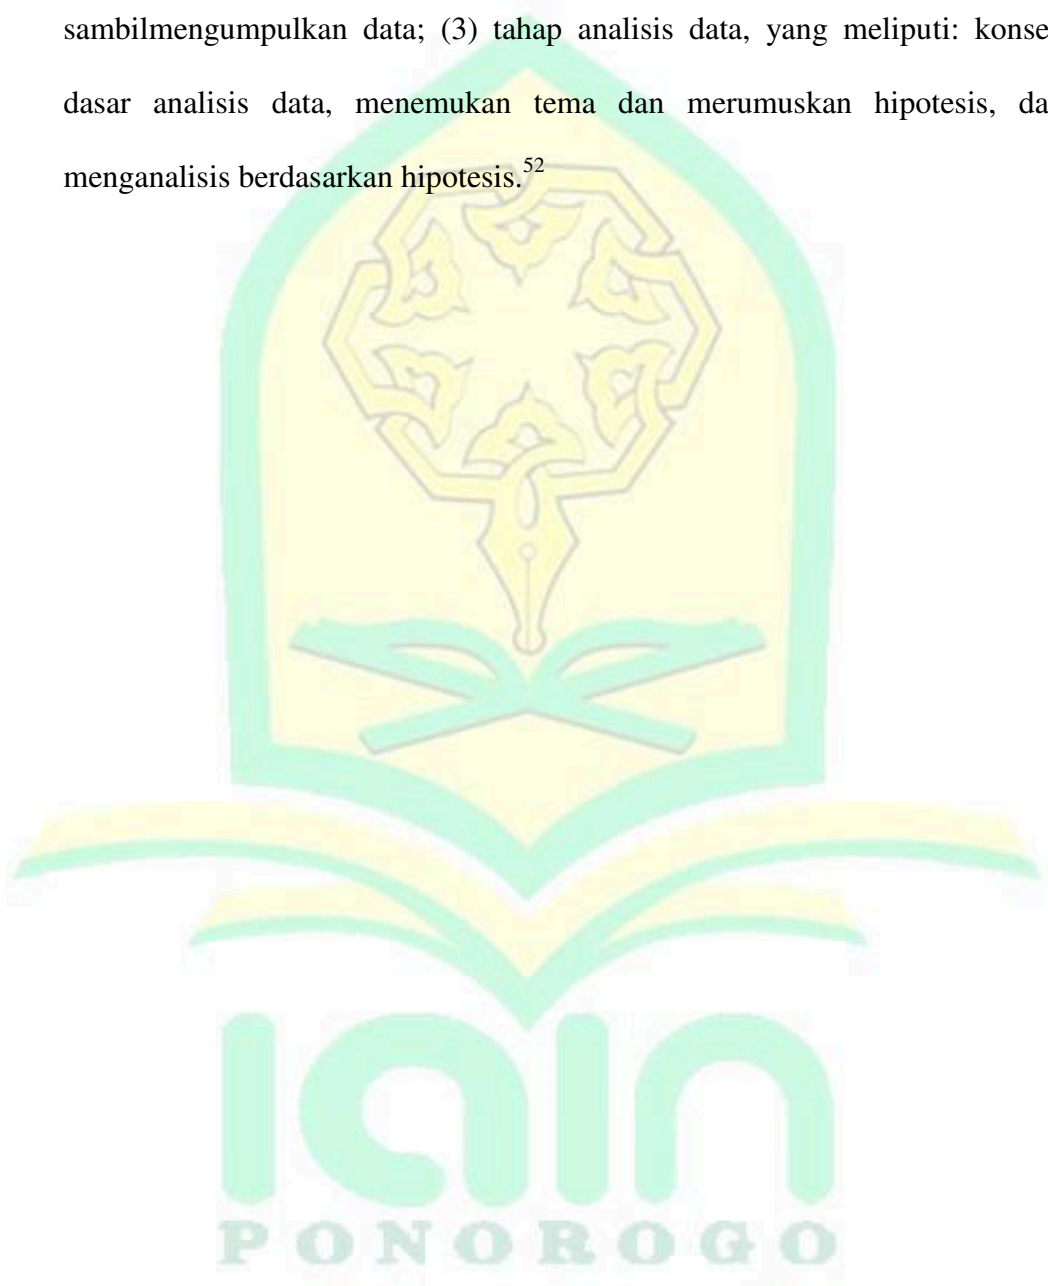 sambilmengumpulkan data; (3) tahap analisis data, yang meliputi: konse
dasar analisis data, menemukan tema dan merumuskan hipotesis, da
menganalisis berdasarkan hipotesis.52
iain
PONOROGO